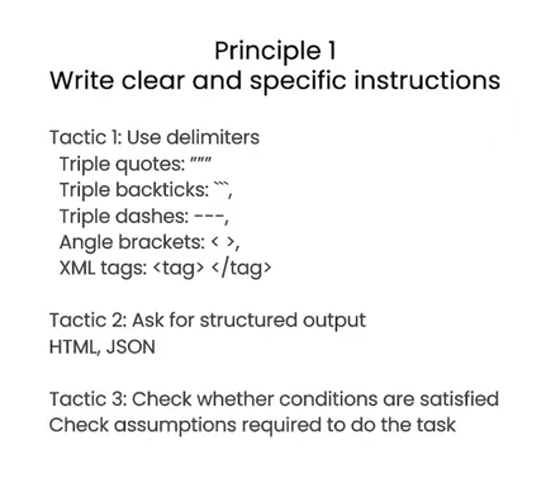 Principle 1
Write clear and specific instructions
Tactic 1: Use delimiters
Triple quotes: """
Triple backticks: ```,
Triple dashes: ---,
Angle brackets: < >,
XML tags: <tag> </tag>
Tactic 2: Ask for structured output
HTML, JSON
Tactic 3: Check whether conditions are satisfied
Check assumptions required to do the task